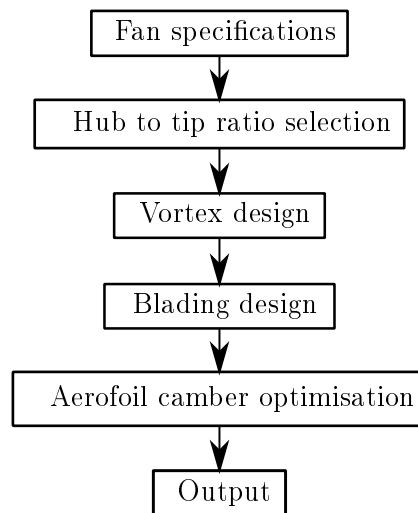 Fan specifications
Hub to tip ratio selection
Vortex design
Blading design
Aerofoil camber optimisation
Output